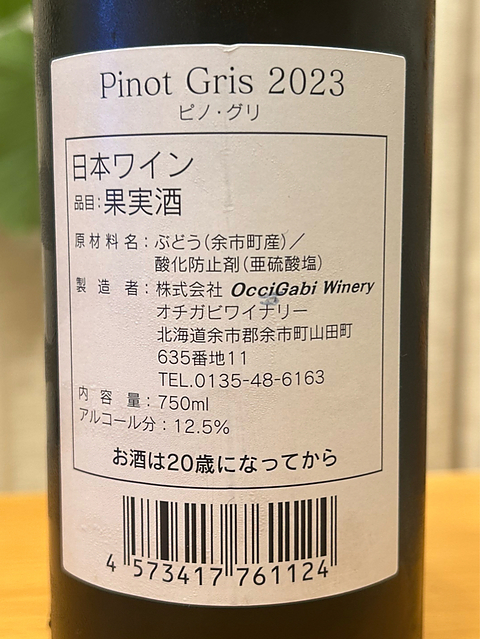 Pinot Gris 2023
ピノ・グリ
日本ワイン
品目：果実酒
原材料名：ぶどう（余市町産）／
酸化防止剤（亜硫酸塩）
製造者：株式会社 OcciGabi Winery
オチガビワイナリー
北海道余市郡余市町山田町
635番地11
TEL.0135-48-6163
内容量：750ml
アルコール分：12.5%
お酒は20歳になってから
4 573417 761124